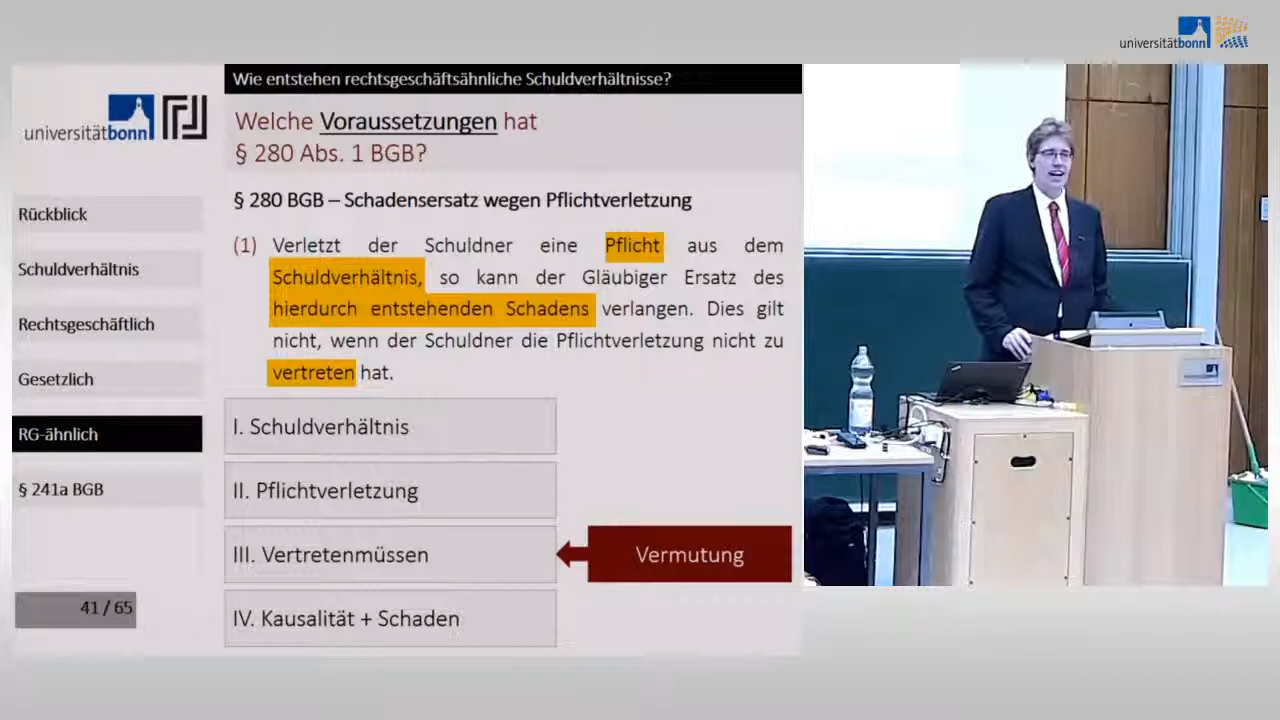 universitätbonn
Wie entstehen rechtsgeschäftsähnliche Schuldverhältnisse?
universitätbonn
Welche Voraussetzungen hat
§ 280 Abs. 1 BGB?
§ 280 BGB – Schadensersatz wegen Pflichtverletzung
(1) Verletzt der Schuldner eine Pflicht aus dem
Schuldverhältnis, so kann der Gläubiger Ersatz des
hierdurch entstehenden Schadens verlangen. Dies gilt
nicht, wenn der Schuldner die Pflichtverletzung nicht zu
vertreten hat.
I. Schuldverhältnis
II. Pflichtverletzung
III. Vertretenmüssen
Vermutung
IV. Kausalität + Schaden
Rückblick
Schuldverhältnis
Rechtsgeschäftlich
Gesetzlich
RG-ähnlich
§ 241a BGB
41 / 65